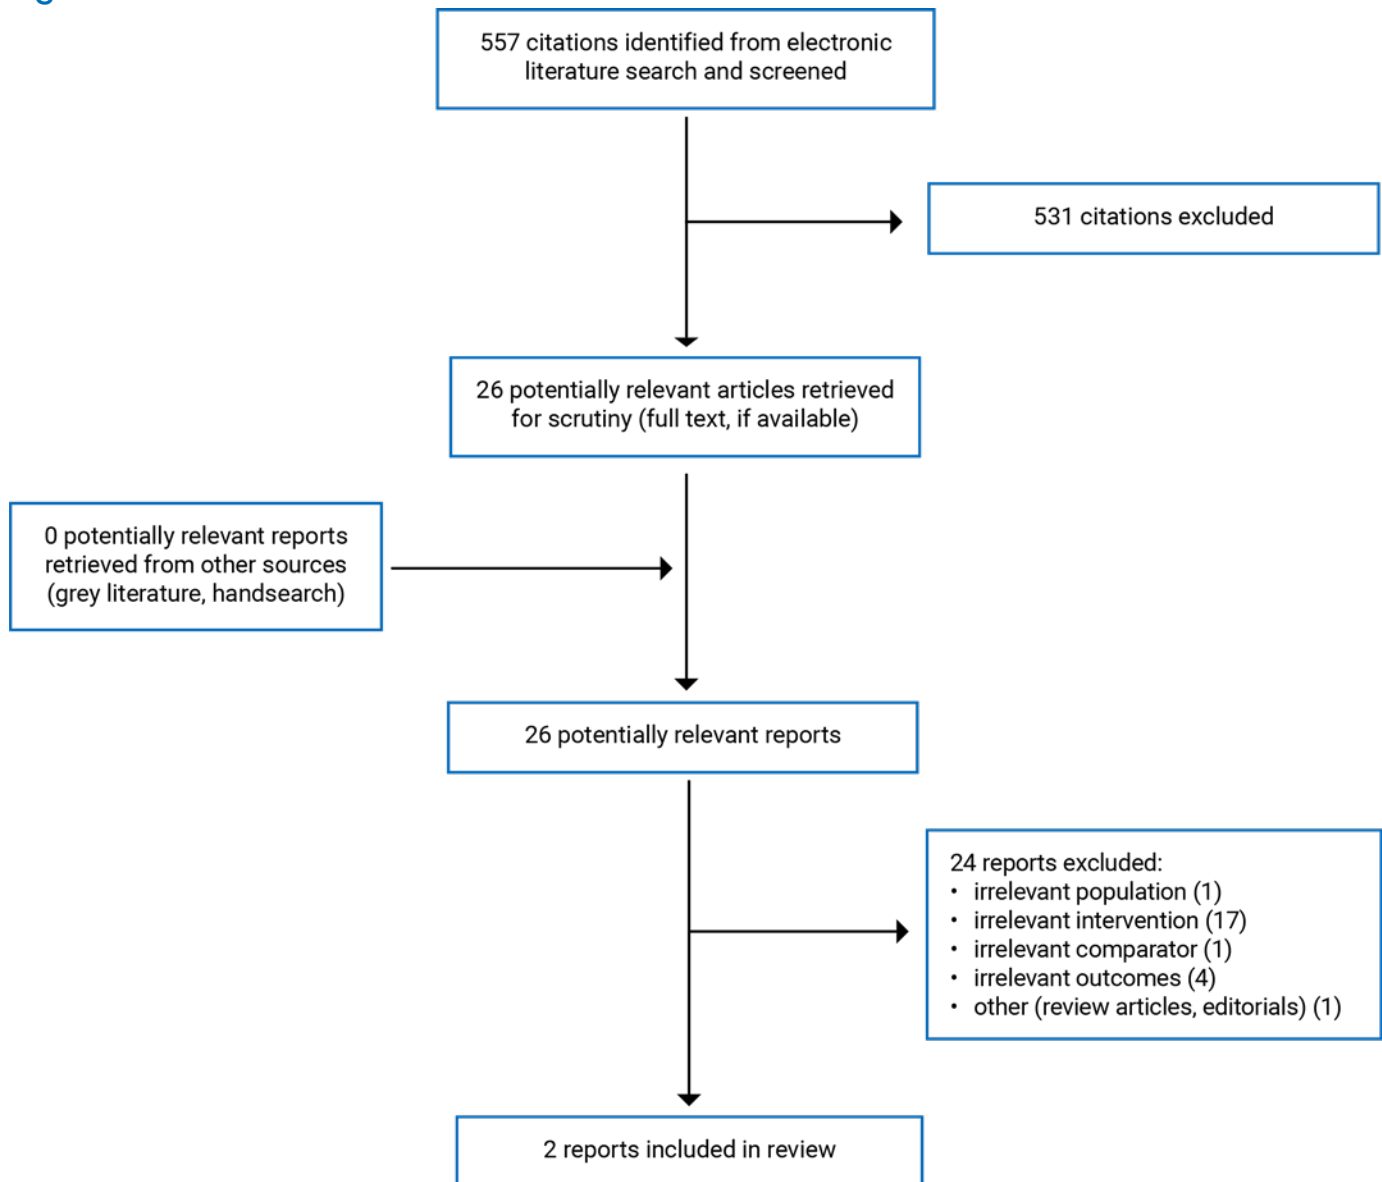 557 citations identified from electronic
literature search and screened
531 citations excluded
26 potentially relevant articles retrieved
for scrutiny (full text, if available)
0 potentially relevant reports
retrieved from other sources
(grey literature, handsearch)
26 potentially relevant reports
24 reports excluded:
• irrelevant population (1)
• irrelevant intervention (17)
• irrelevant comparator (1)
• irrelevant outcomes (4)
• other (review articles, editorials) (1)
2 reports included in review